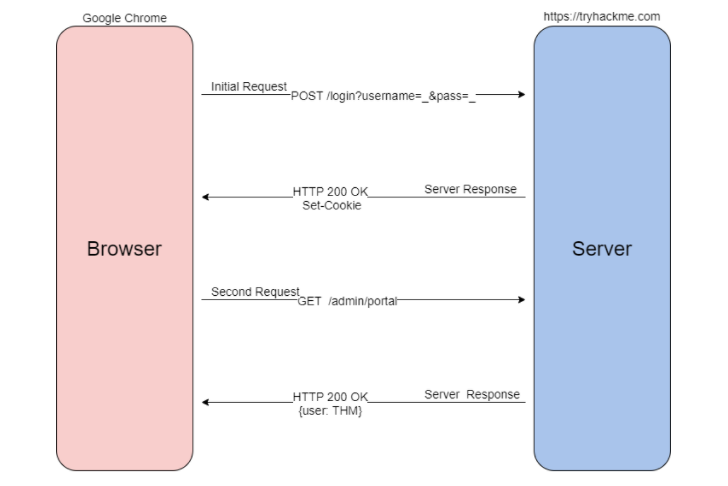 Google Chrome
https://tryhackme.com
Initial Request
POST /login?username=_&pass=_
Server Response
HTTP 200 OK
Set-Cookie
Browser
Server
Second Request
GET /admin/portal
Server Response
HTTP 200 OK
{user: THM}